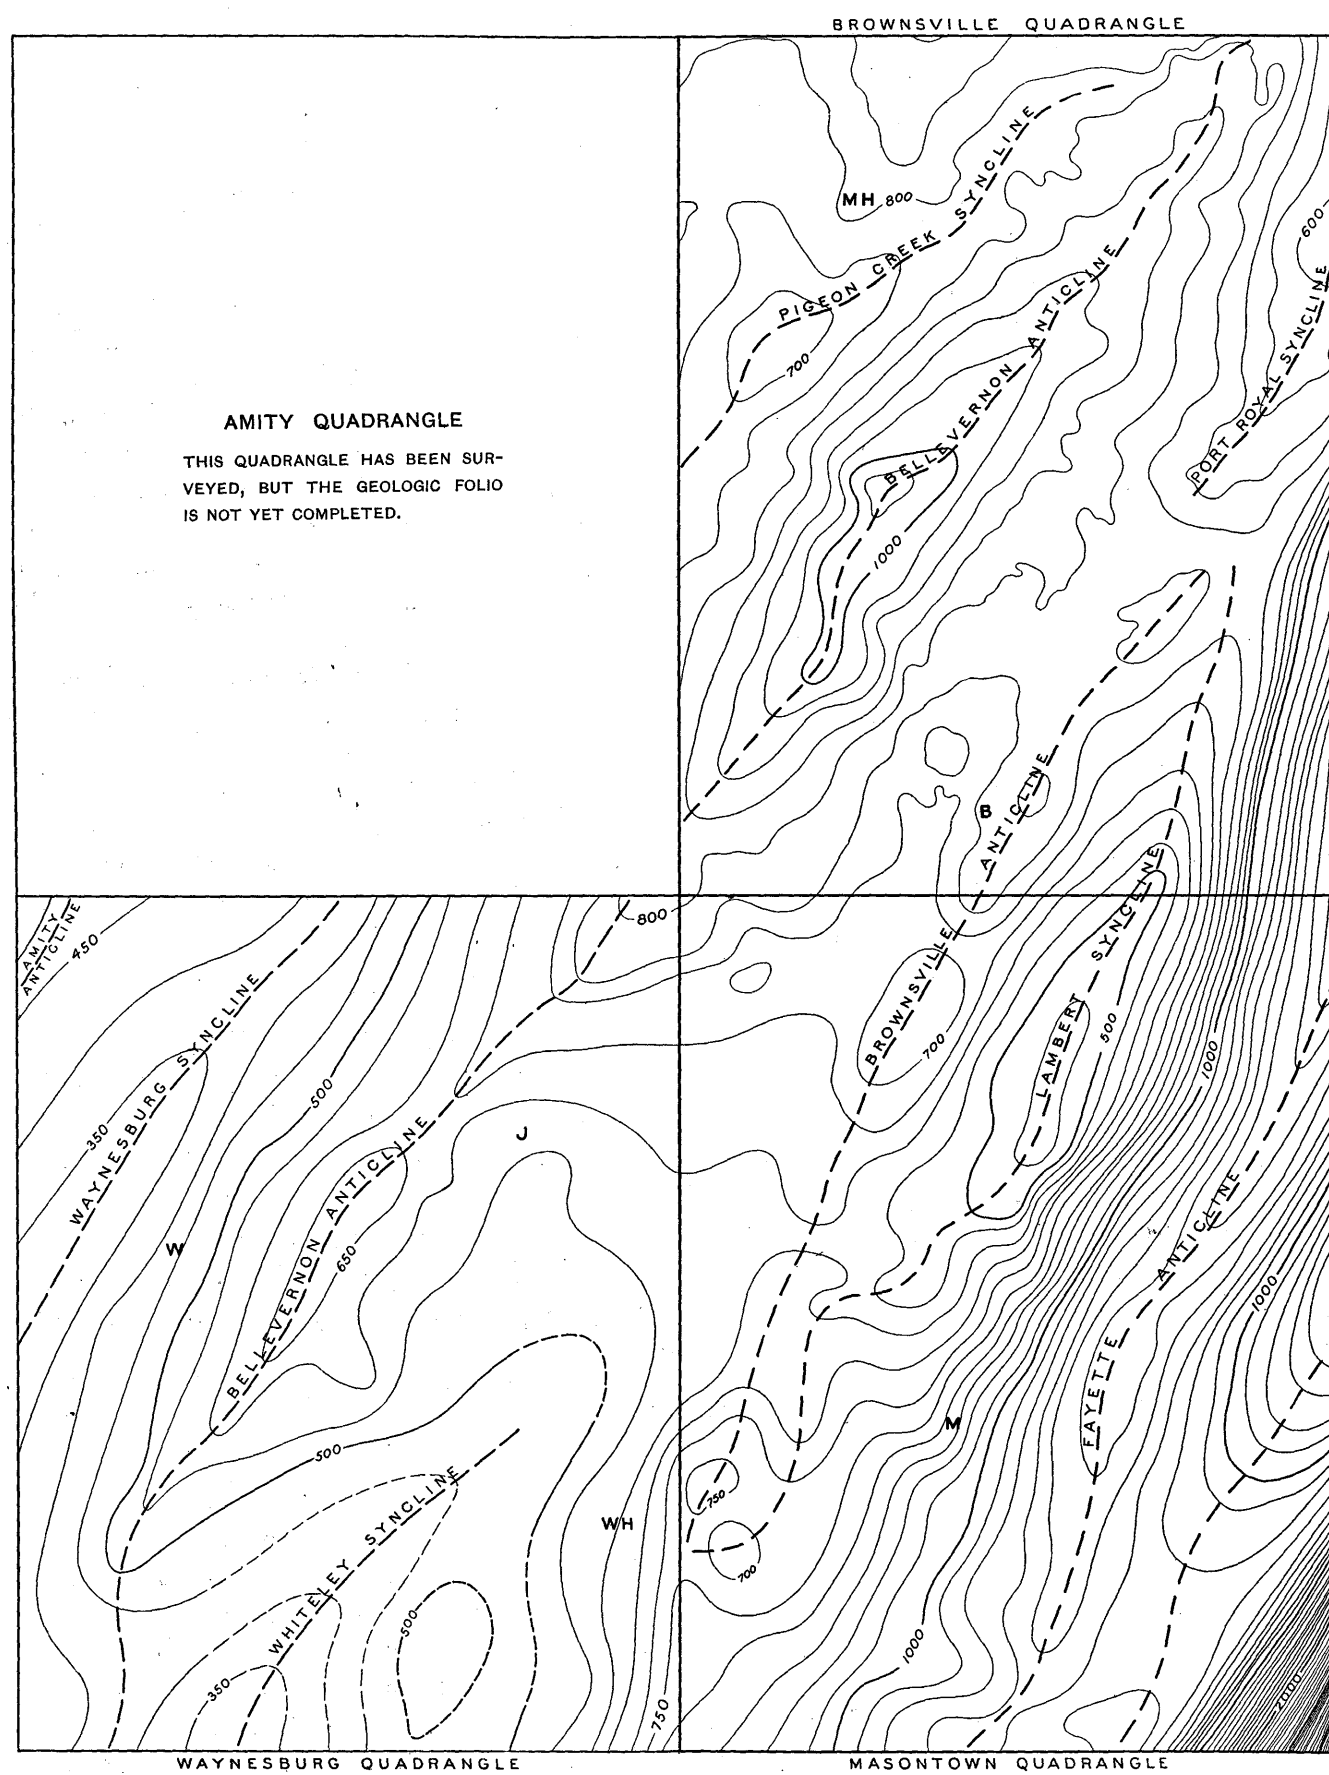 BROWNSVILLE QUADRANGLE
MH 800
PIGEON CREEK SYNCLINE
600
700
BELLEVERNON ANTICLINE
PORT ROYAL SYNCLINE
1000
AMITY QUADRANGLE
THIS QUADRANGLE HAS BEEN SUR-
VEYED, BUT THE GEOLOGIC FOLIO
IS NOT YET COMPLETED.
B
AMITY
ANTICLINE
450
800
WAYNESBURG SYNCLINE
350
500
W
J
BELLEVERNON ANTICLINE
650
500
WHITELEY SYNCLINE
WH
500
350
750
BROWNSVILLE ANTICLINE
700
LAMBERT SYNCLINE
500
1000
FAYETTE ANTICLINE
1000
M
750
700
1000
2000
WAYNESBURG QUADRANGLE
MASONTOWN QUADRANGLE